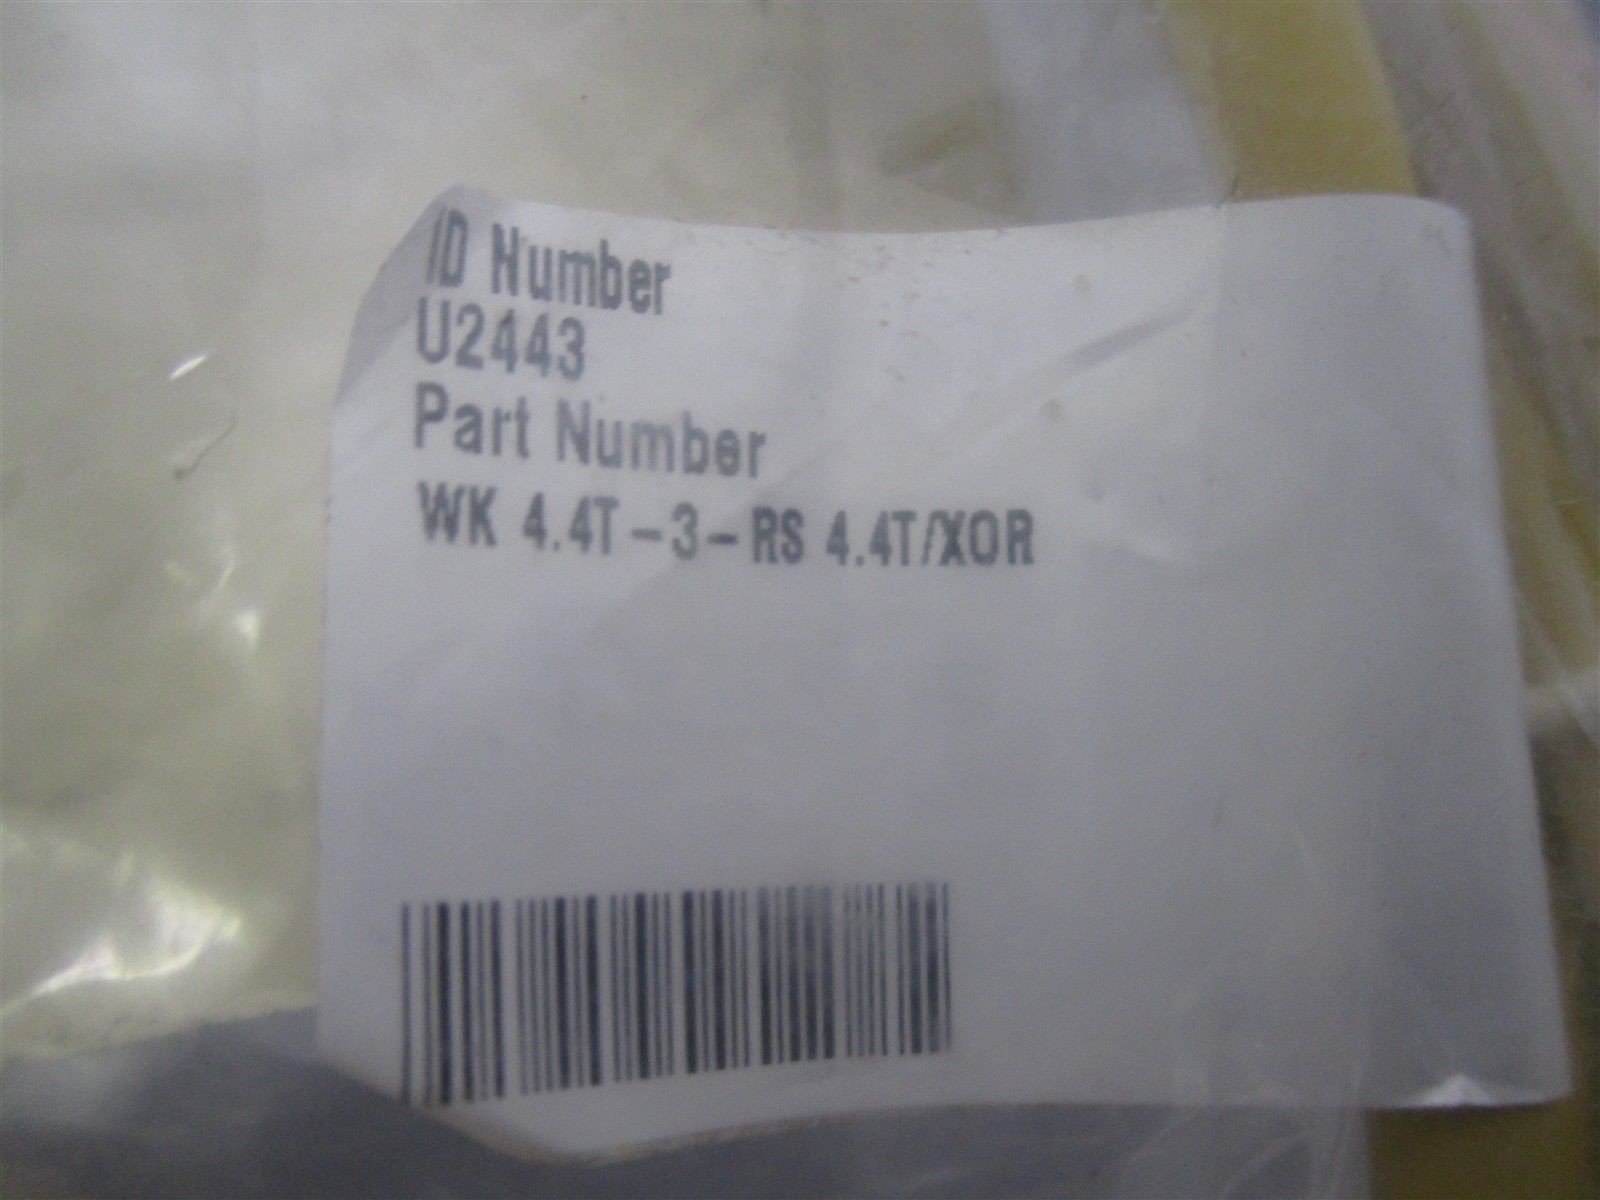 ID Number
U2443
Part Number
WK 4.4T-3-RS 4.4T/XOR